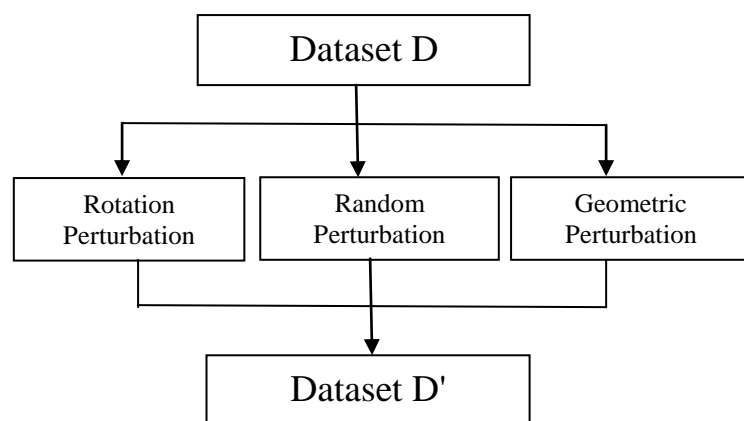 Dataset D
Rotation
Perturbation
Random
Perturbation
Geometric
Perturbation
Dataset D'